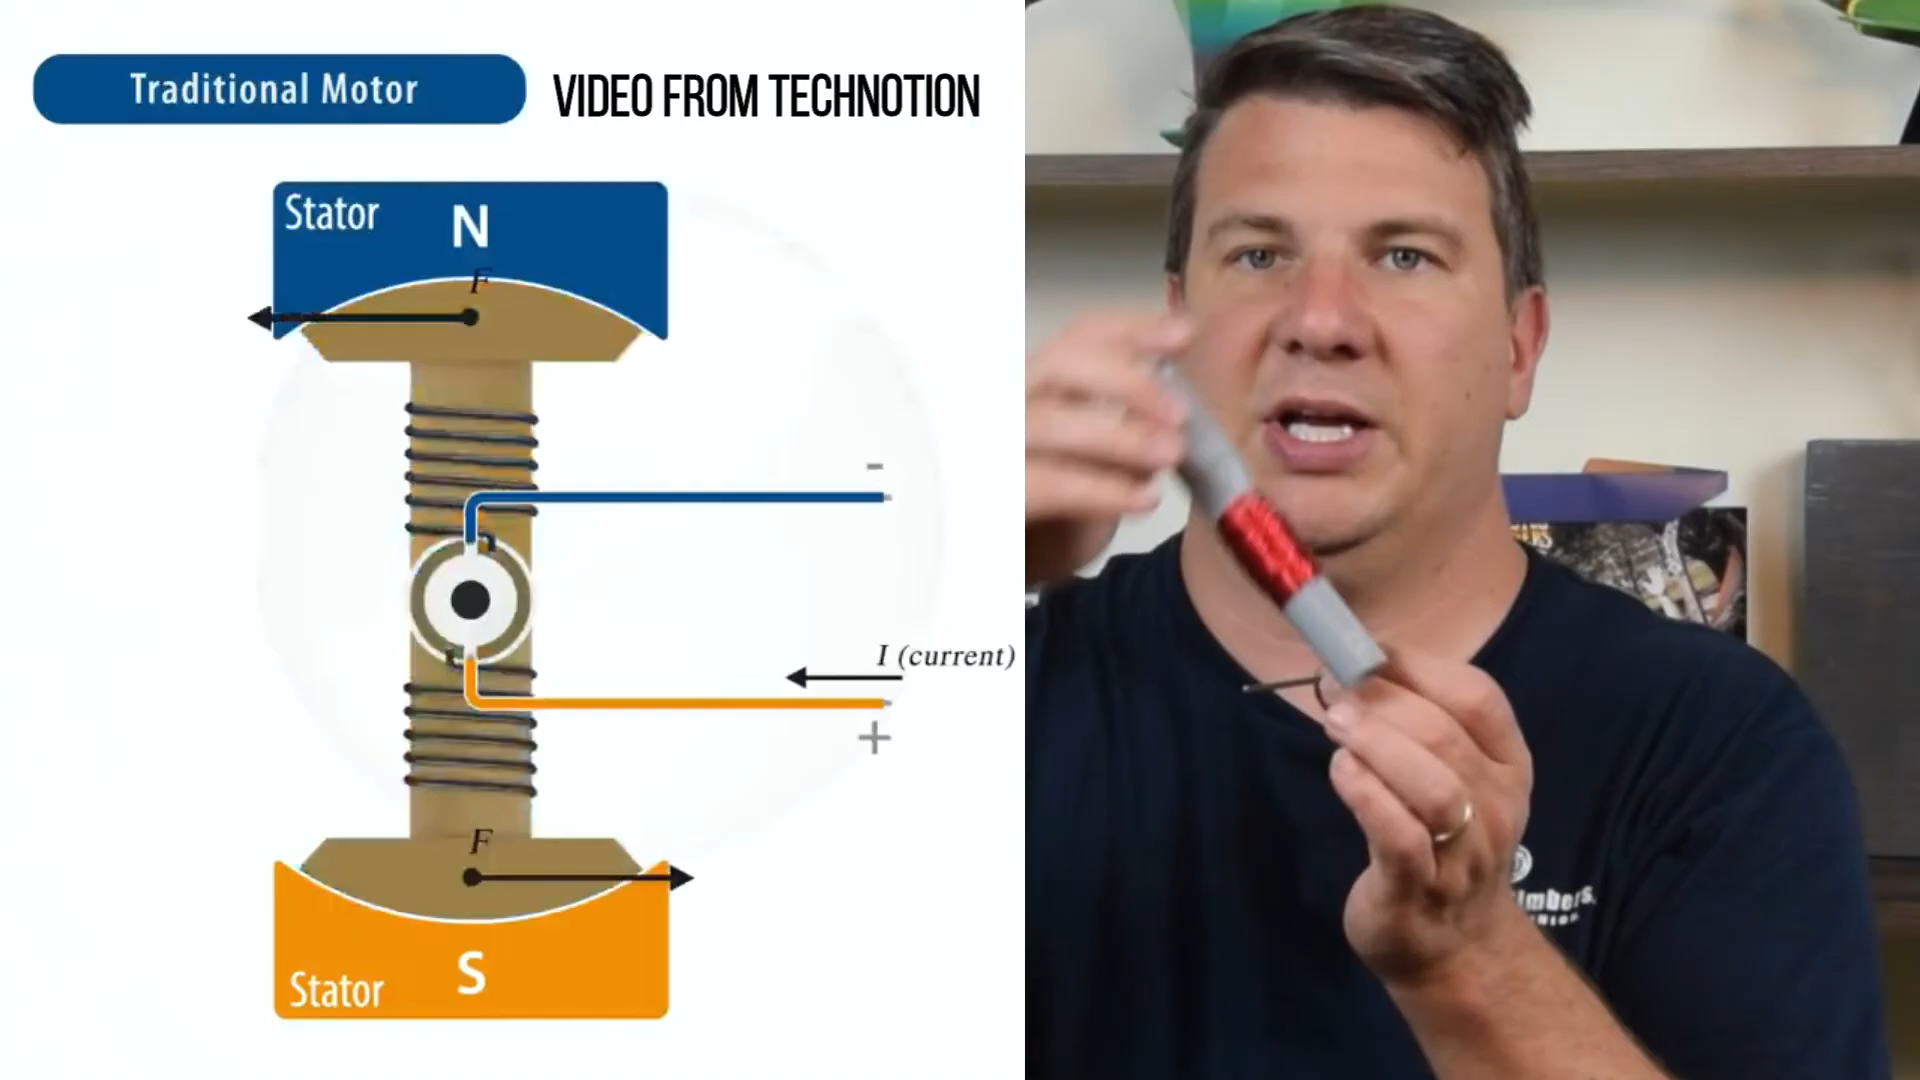 Traditional Motor
VIDEO FROM TECHNOTION
Stator
N
F
-
I (current)
+
F
S
Stator